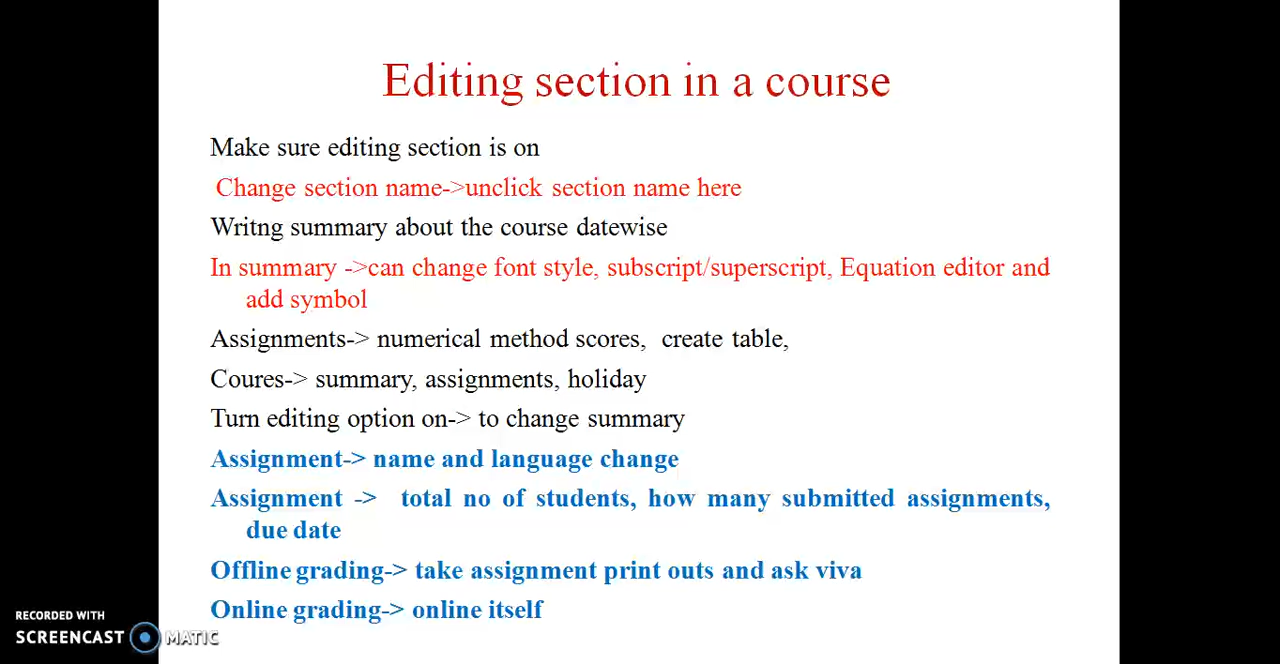 Editing section in a course
Make sure editing section is on
Change section name->unclick section name here
Writng summary about the course datewise
In summary ->can change font style, subscript/superscript, Equation editor and
add symbol
Assignments-> numerical method scores, create table,
Coures-> summary, assignments, holiday
Turn editing option on-> to change summary
Assignment-> name and language change
Assignment -> total no of students, how many submitted assignments,
due date
Offline grading-> take assignment print outs and ask viva
Online grading-> online itself
RECORDED WITH
SCREENCAST MATIC